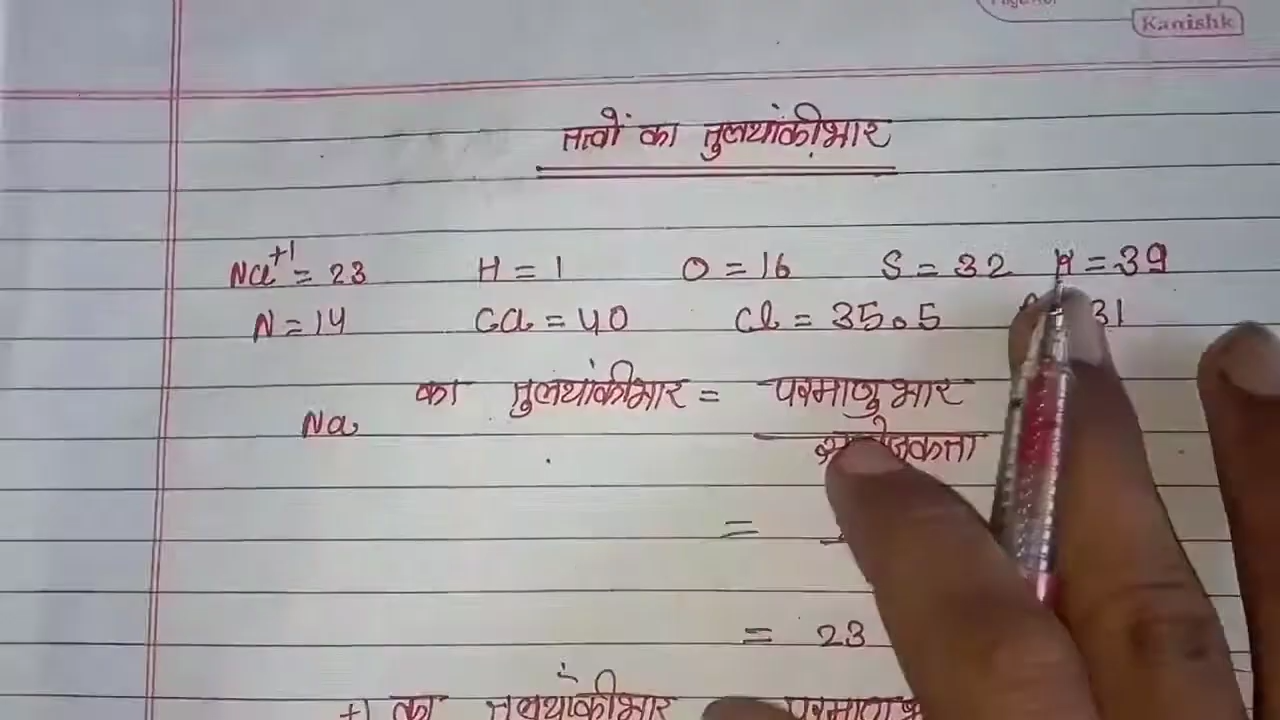 Kanishk
तत्वों का तुल्यांकीभार
Na+1 = 23 H = 1 O = 16 S = 32 = 39
N = 14 Ca = 40 Cl = 35.5 31
Na का तुल्यांकीभार = परमाणु भार
=
= 23
का तुल्यांकीभार